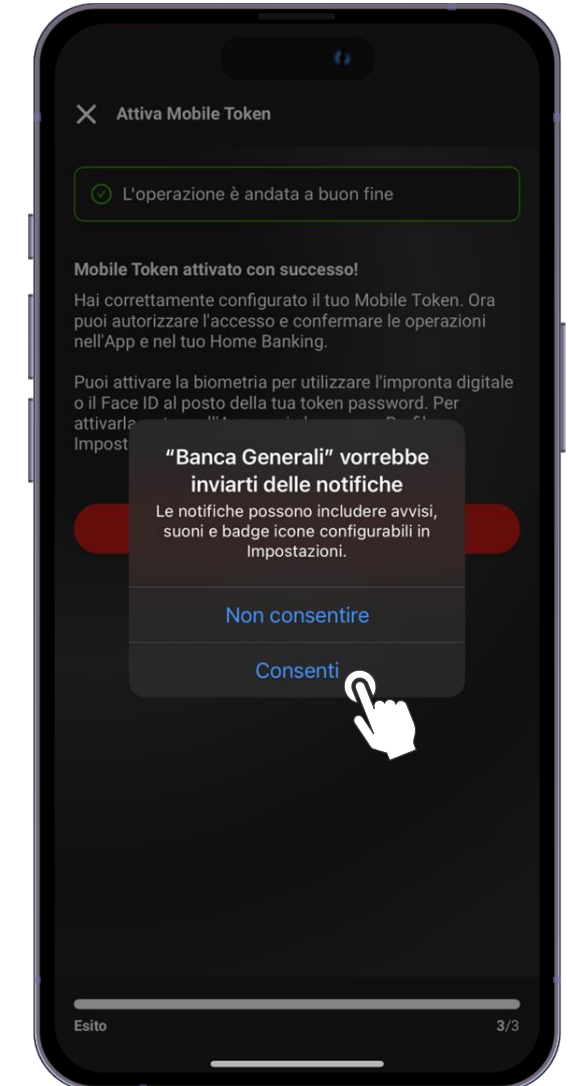 Attiva Mobile Token
L'operazione è andata a buon fine
Mobile Token attivato con successo!
Hai correttamente configurato il tuo Mobile Token. Ora
puoi autorizzare l'accesso e confermare le operazioni
nell'App e nel tuo Home Banking.
Puoi attivare la biometria per utilizzare l'impronta digitale
o il Face ID al posto della tua token password. Per
attivarla
Impost
“Banca Generali” vorrebbe
inviarti delle notifiche
Le notifiche possono includere avvisi,
suoni e badge icone configurabili in
Impostazioni.
Non consentire
Consenti
Esito
3/3